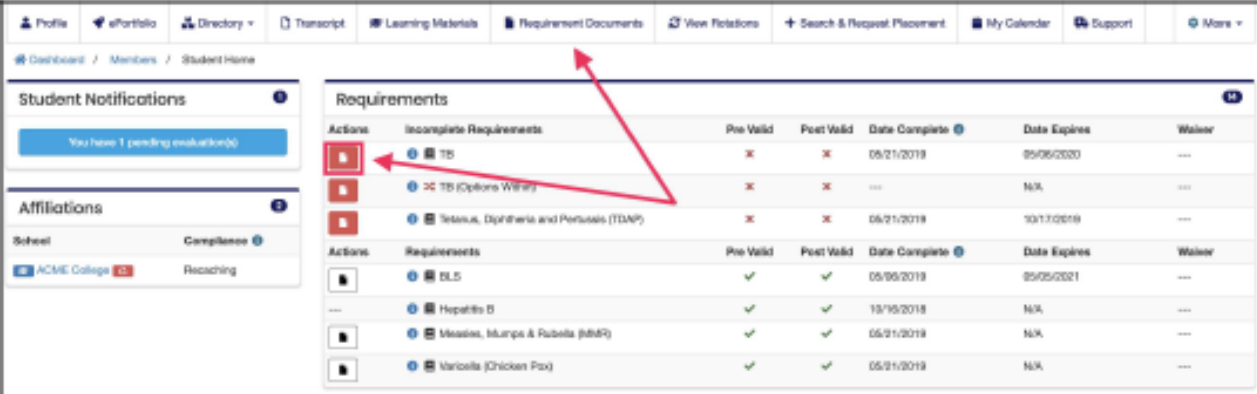 Profile ePortfolio Directory Transcript Learning Materials Requirement Documents View Rotations Search & Request Placement My Calendar Support More
Dashboard / Members / Student Home
Student Notifications 1
You have 1 pending evaluation(s)
Affiliations 2
School Compliance
ACME College Recaching
Requirements 14
Actions Incomplete Requirements Pre Valid Post Valid Date Complete Date Expires Waiver
TB 05/21/2019 05/06/2020 ---
TB (Options Within) --- N/A ---
Tetanus, Diphtheria and Pertussis (TDAP) 05/21/2019 10/17/2019 ---
Actions Requirements Pre Valid Post Valid Date Complete Date Expires Waiver
BLS 05/06/2019 05/05/2021 ---
--- Hepatitis B 10/16/2018 N/A ---
Measles, Mumps & Rubella (MMR) 05/21/2019 N/A ---
Varicella (Chicken Pox) 05/21/2019 N/A ---